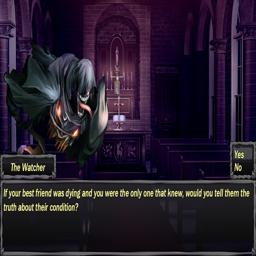 Yes
No
The Watcher
If your best friend was dying and you were the only one that knew, would you tell them the
truth about their condition?